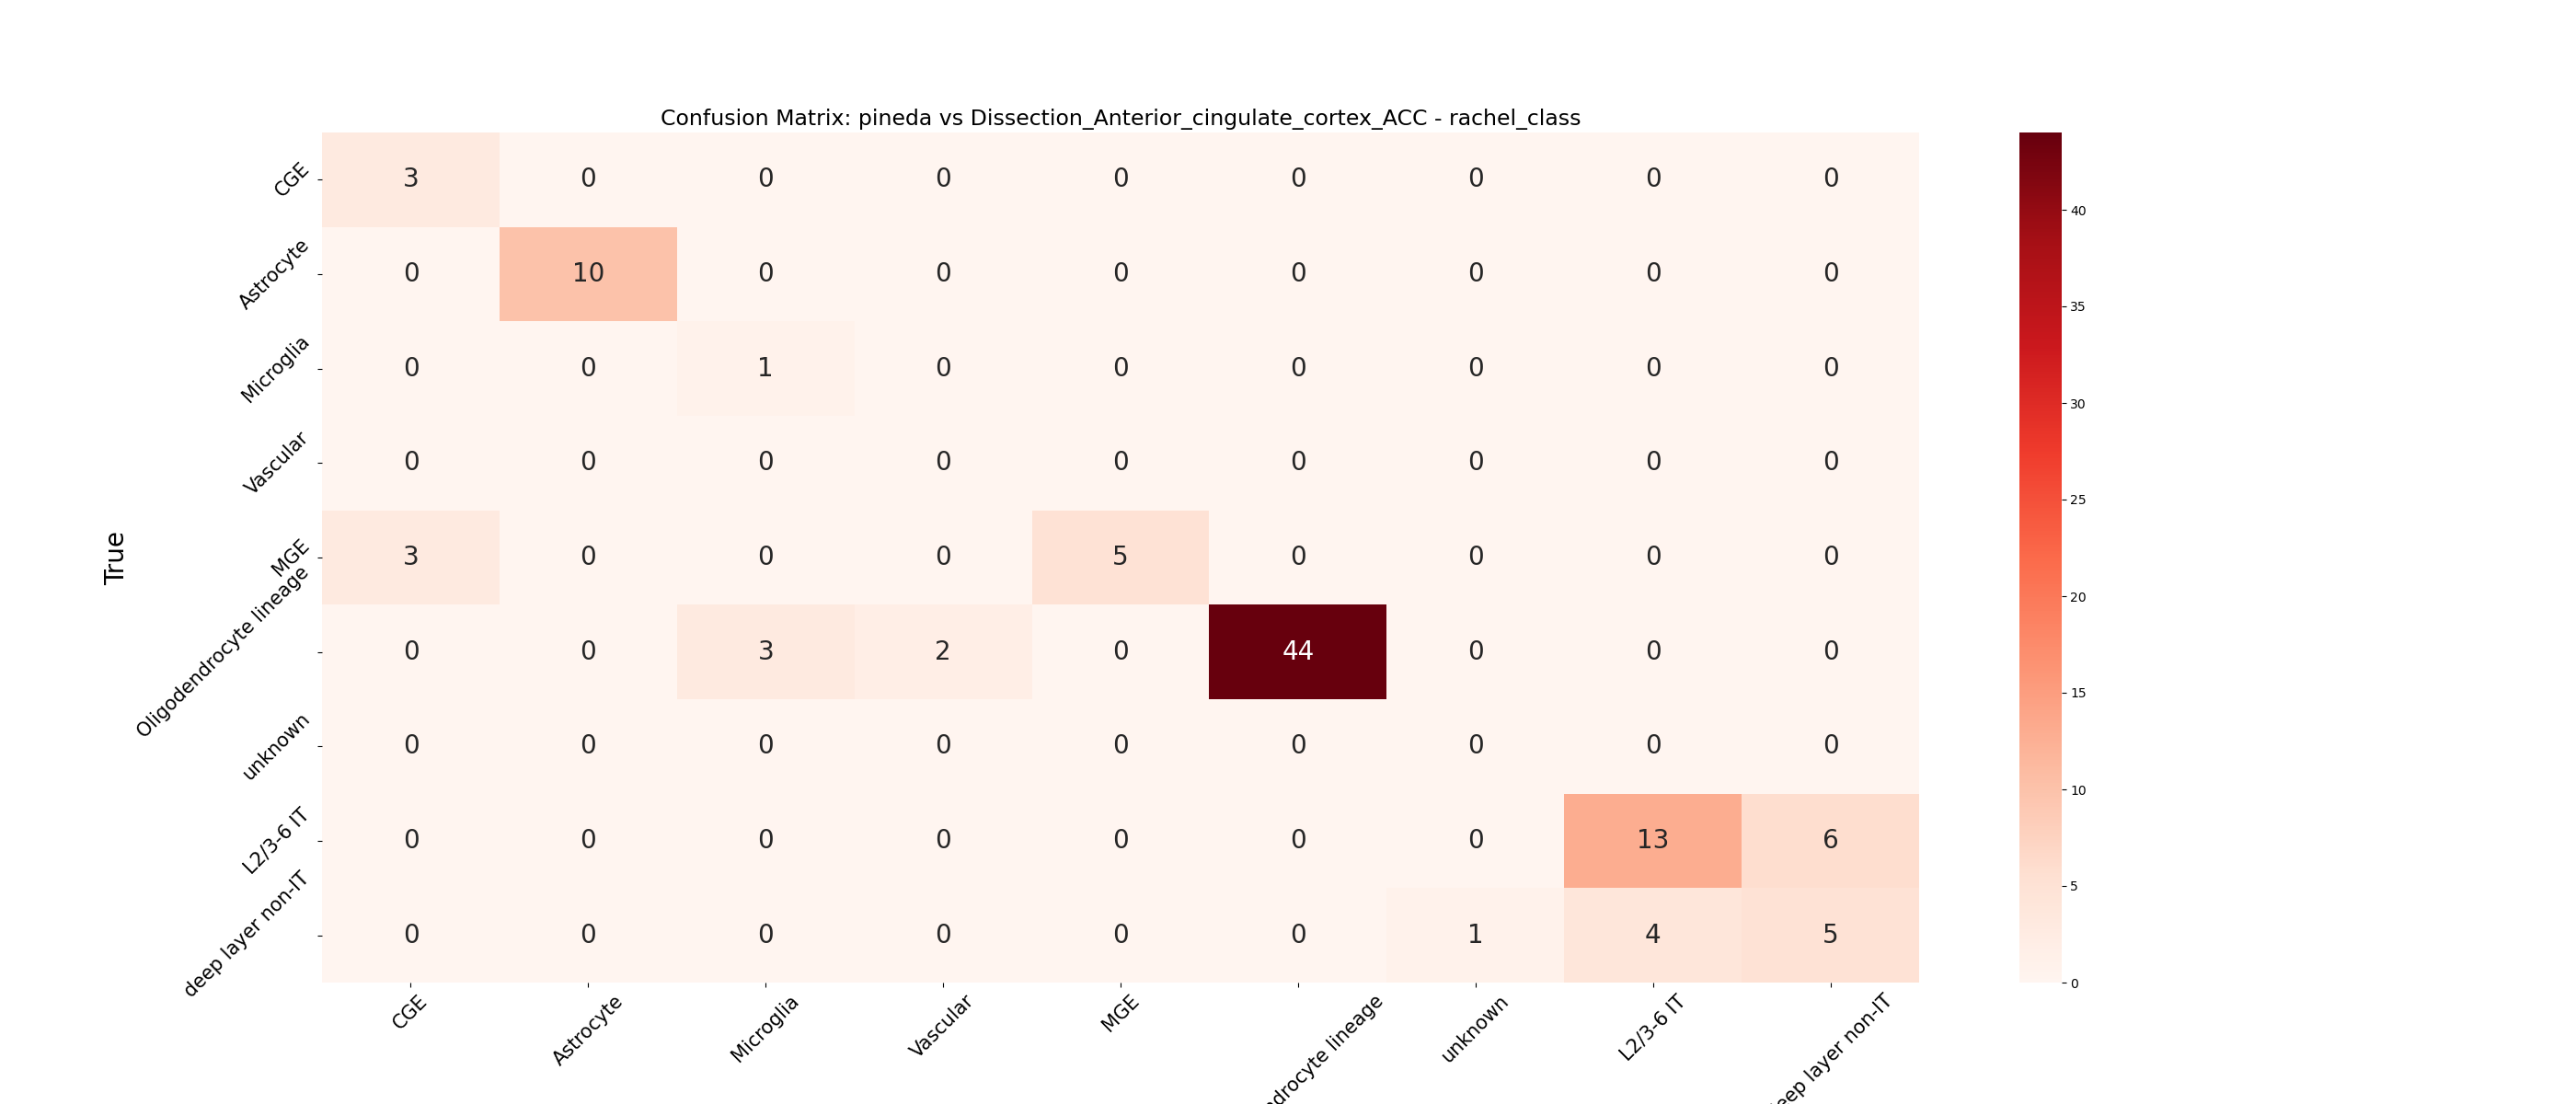 Confusion Matrix: pineda vs Dissection_Anterior_cingulate_cortex_ACC - rachel_class
True
CGE 3 0 0 0 0 0 0 0 0
Astrocyte 0 10 0 0 0 0 0 0 0
Microglia 0 0 1 0 0 0 0 0 0
Vascular 0 0 0 0 0 0 0 0 0
MGE 3 0 0 0 5 0 0 0 0
Oligodendrocyte lineage 0 0 3 2 0 44 0 0 0
unknown 0 0 0 0 0 0 0 0 0
L2/3-6 IT 0 0 0 0 0 0 0 13 6
deep layer non-IT 0 0 0 0 0 0 1 4 5
CGE Astrocyte Microglia Vascular MGE ndrocyte lineage unknown L2/3-6 IT eep layer non-IT
40
35
30
25
20
15
10
5
0